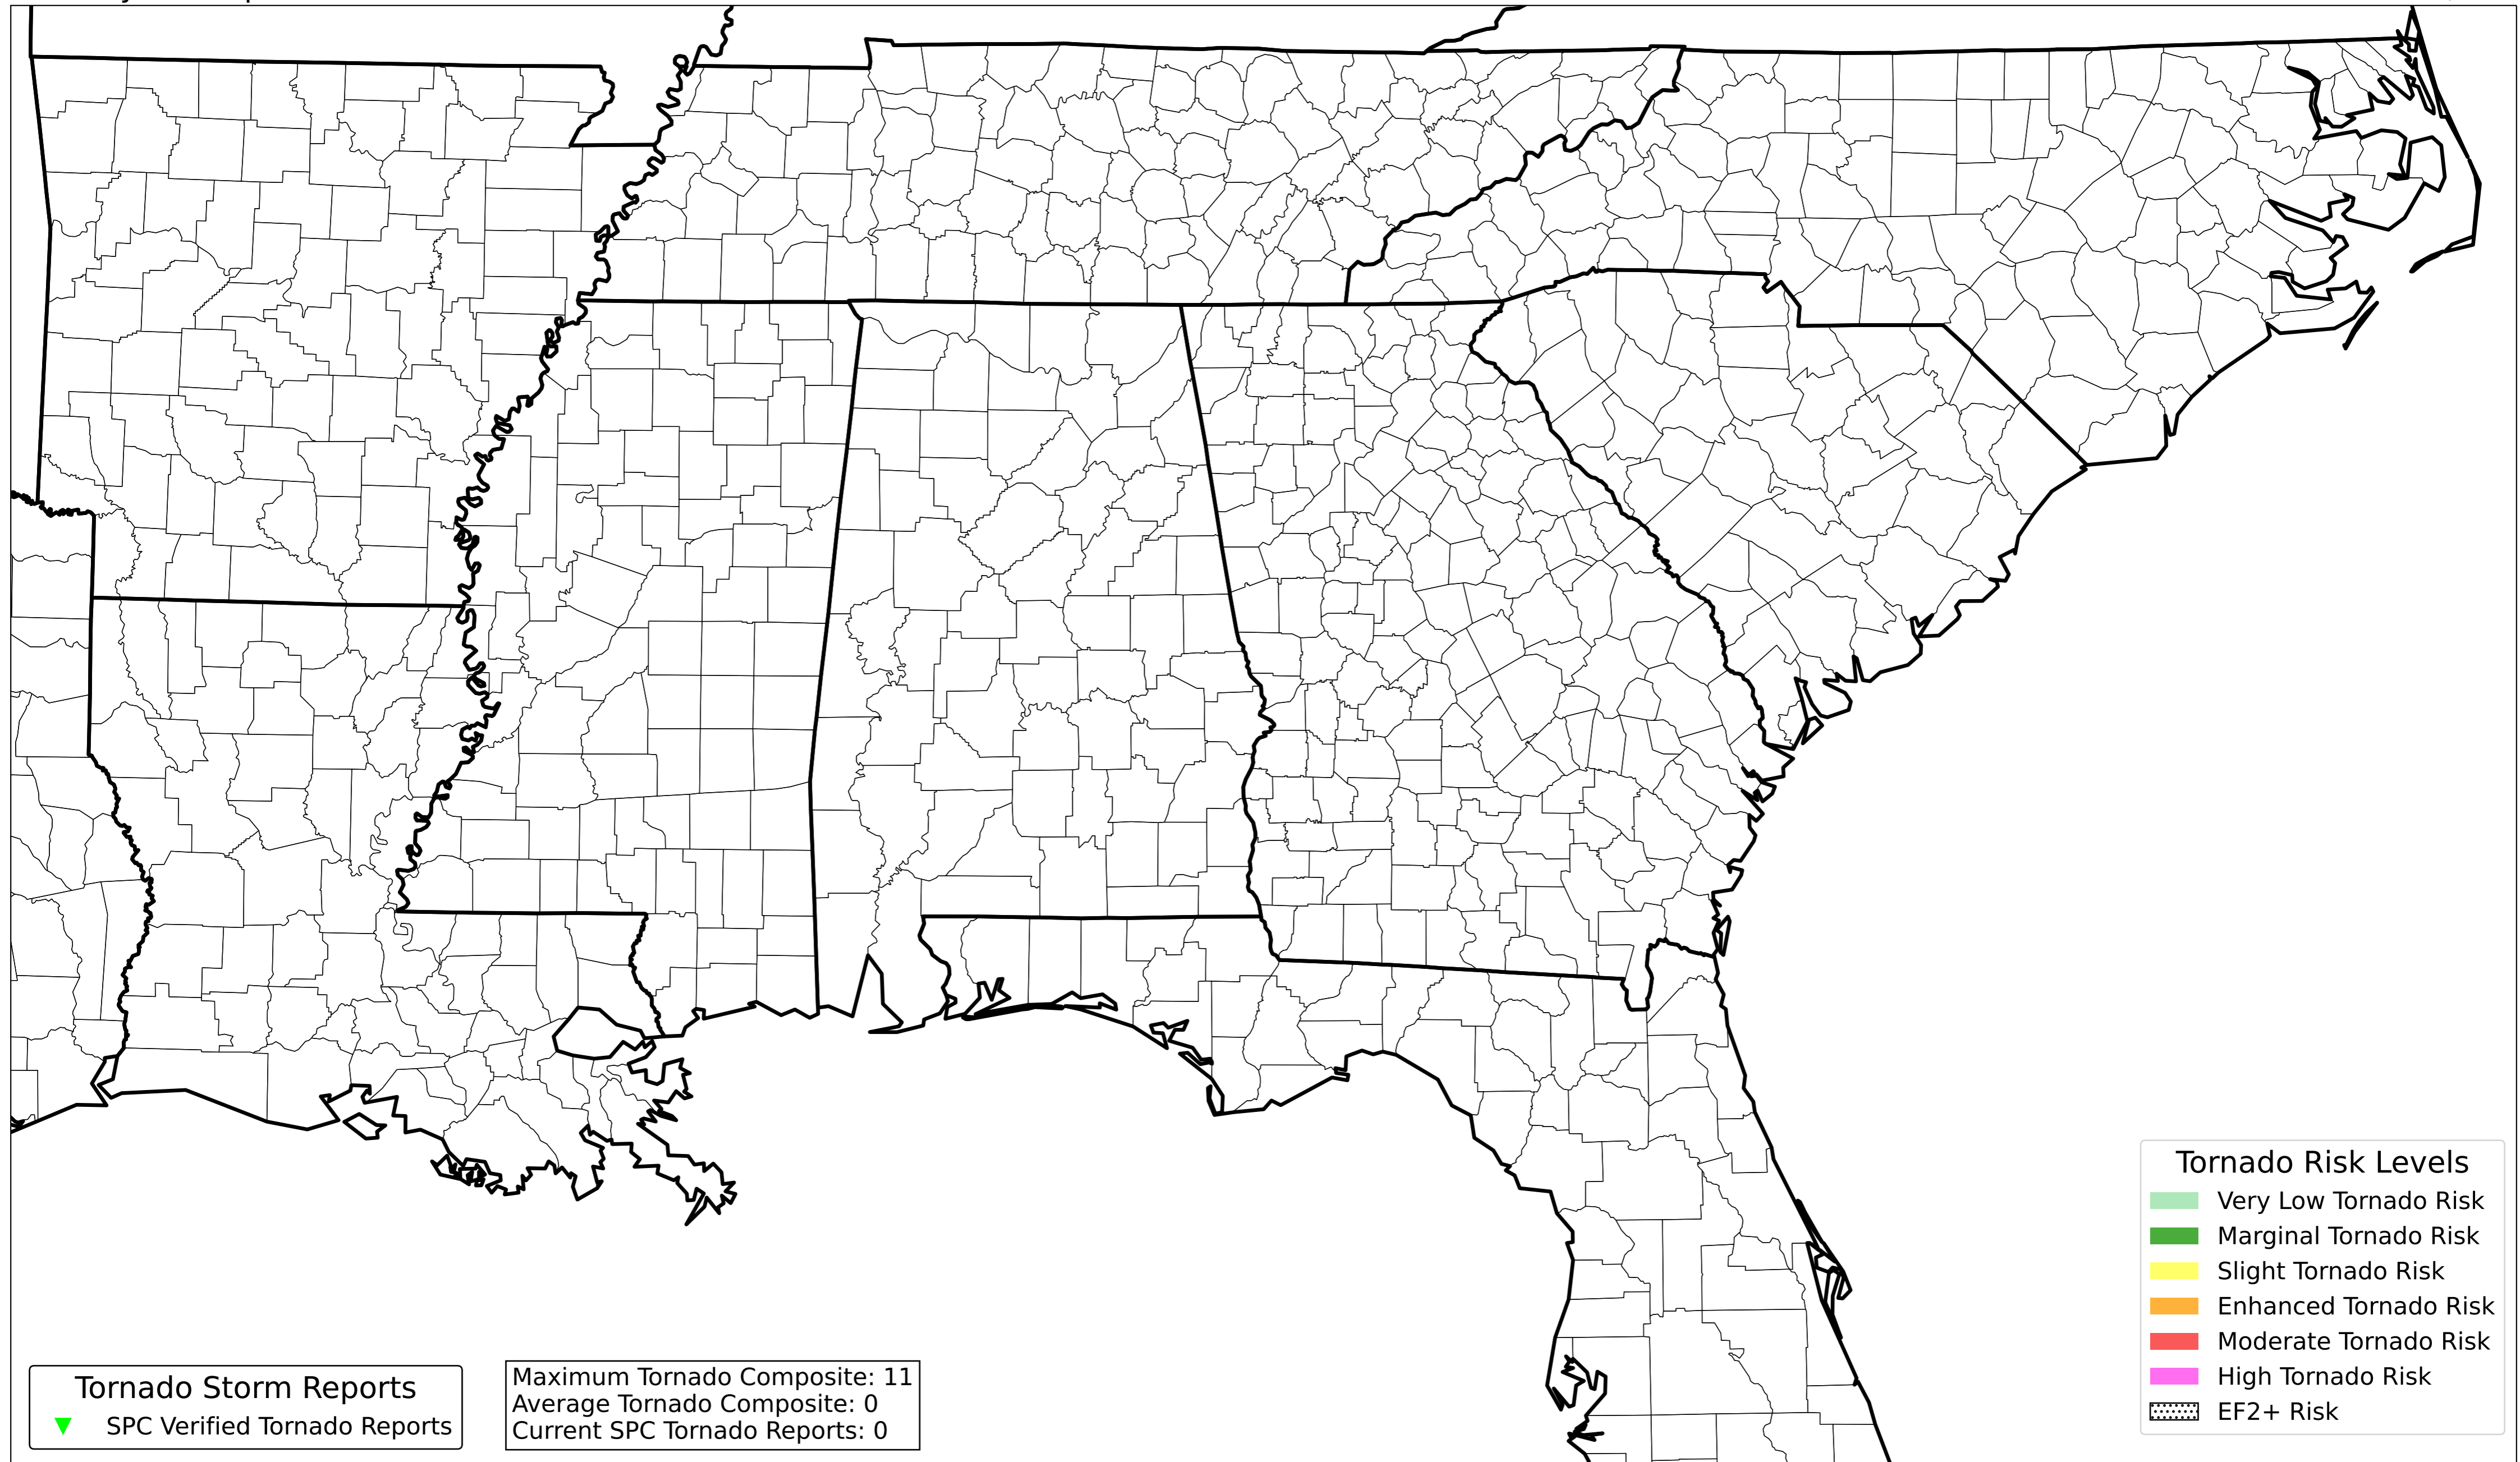 Tornado Risk Levels
Very Low Tornado Risk
Marginal Tornado Risk
Slight Tornado Risk
Enhanced Tornado Risk
Moderate Tornado Risk
High Tornado Risk
EF2+ Risk
Tornado Storm Reports
SPC Verified Tornado Reports
Maximum Tornado Composite: 11
Average Tornado Composite: 0
Current SPC Tornado Reports: 0